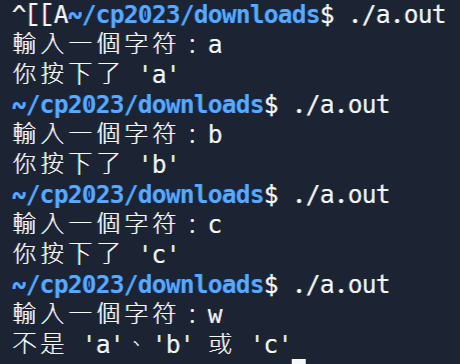 ^[[A~/cp2023/downloads$ ./a.out
輸入一個字符：a
你按下了 'a'
~/cp2023/downloads$ ./a.out
輸入一個字符：b
你按下了 'b'
~/cp2023/downloads$ ./a.out
輸入一個字符：c
你按下了 'c'
~/cp2023/downloads$ ./a.out
輸入一個字符：w
不是 'a'、'b' 或 'c'